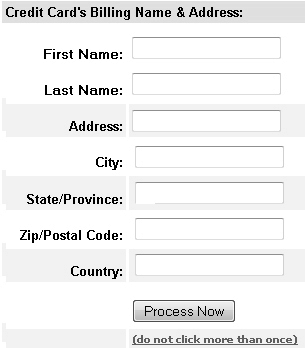 Credit Card's Billing Name & Address:
First Name:
Last Name:
Address:
City:
State/Province:
Zip/Postal Code:
Country:
Process Now
(do not click more than once)